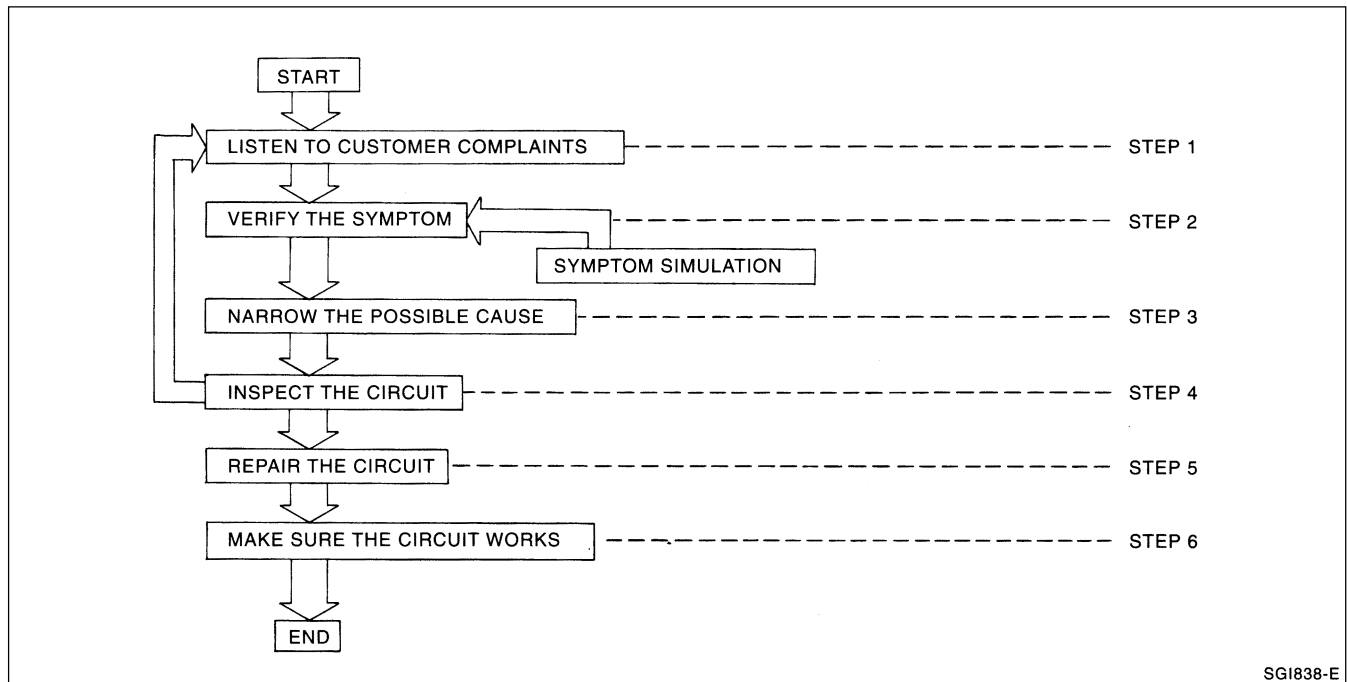 START
LISTEN TO CUSTOMER COMPLAINTS STEP 1
VERIFY THE SYMPTOM STEP 2
SYMPTOM SIMULATION
NARROW THE POSSIBLE CAUSE STEP 3
INSPECT THE CIRCUIT STEP 4
REPAIR THE CIRCUIT STEP 5
MAKE SURE THE CIRCUIT WORKS STEP 6
END
SGI838-E